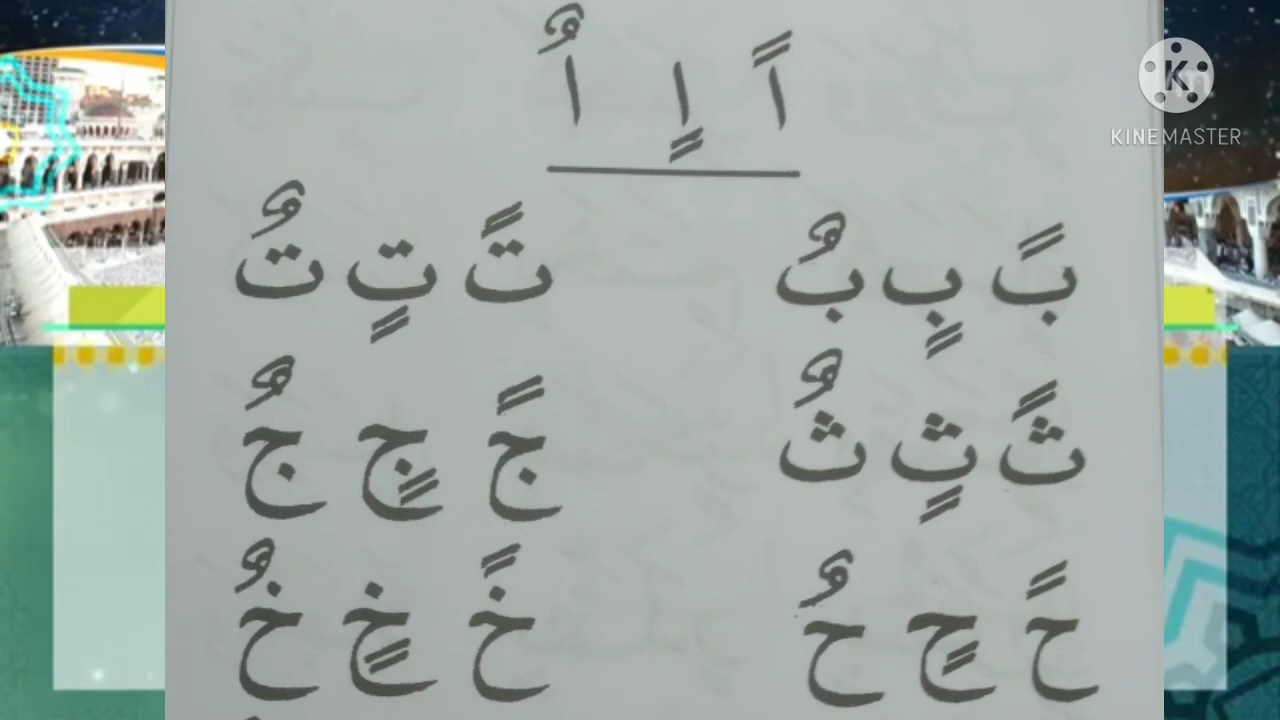 اً اٍ اٌ
بً بٍ بٌ تً تٍ تٌ
ثً ثٍ ثٌ جً جٍ جٌ
حً حٍ حٌ خً خٍ خٌ
K
KINEMASTER